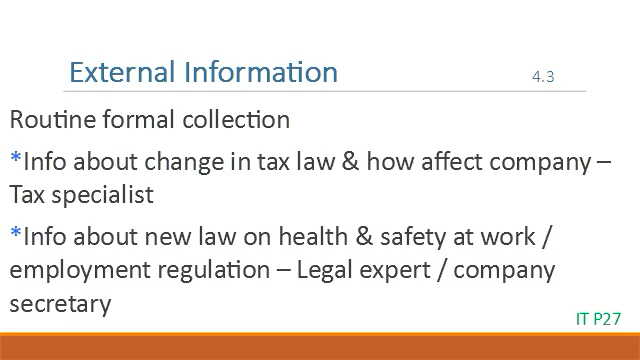 External Information 4.3
Routine formal collection
*Info about change in tax law & how affect company –
Tax specialist
*Info about new law on health & safety at work /
employment regulation – Legal expert / company
secretary
IT P27